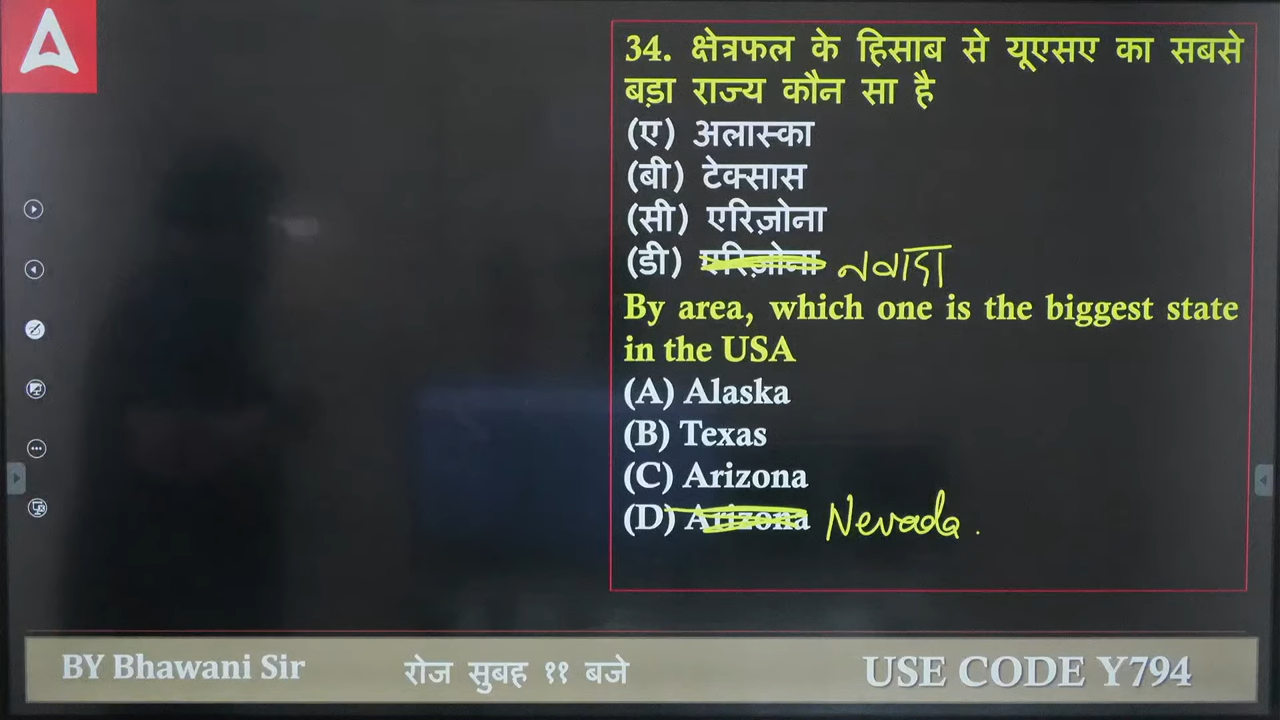 34. क्षेत्रफल के हिसाब से यूएसए का सबसे
बड़ा राज्य कौन सा है
(ए) अलास्का
(बी) टेक्सास
(सी) एरिज़ोना
(डी) एरिज़ोना नवादा
By area, which one is the biggest state
in the USA
(A) Alaska
(B) Texas
(C) Arizona
(D) Arizona Nevada.
BY Bhawani Sir रोज सुबह ११ बजे USE CODE Y794